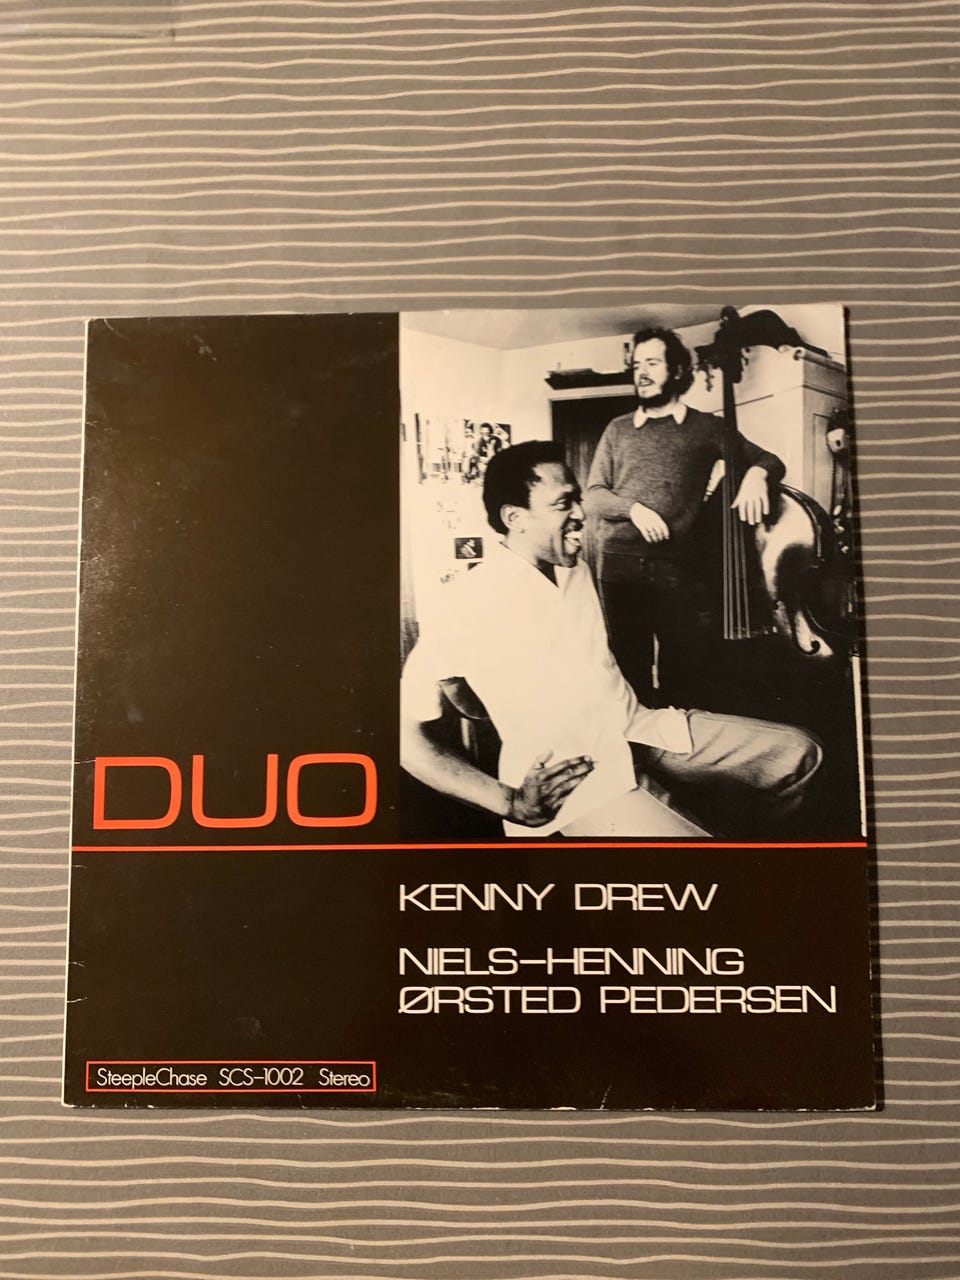 DUO
KENNY DREW
NIELS-HENNING
ØRSTED PEDERSEN
SteepleChase SCS-1002 Stereo